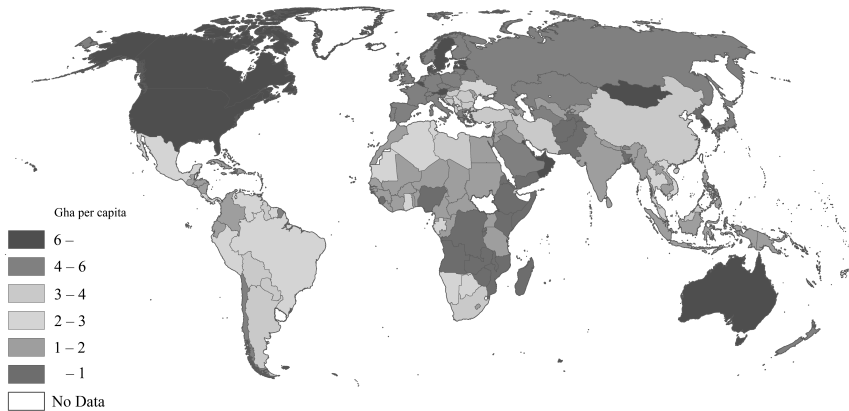 Gha per capita
6 –
4 – 6
3 – 4
2 – 3
1 – 2
– 1
No Data